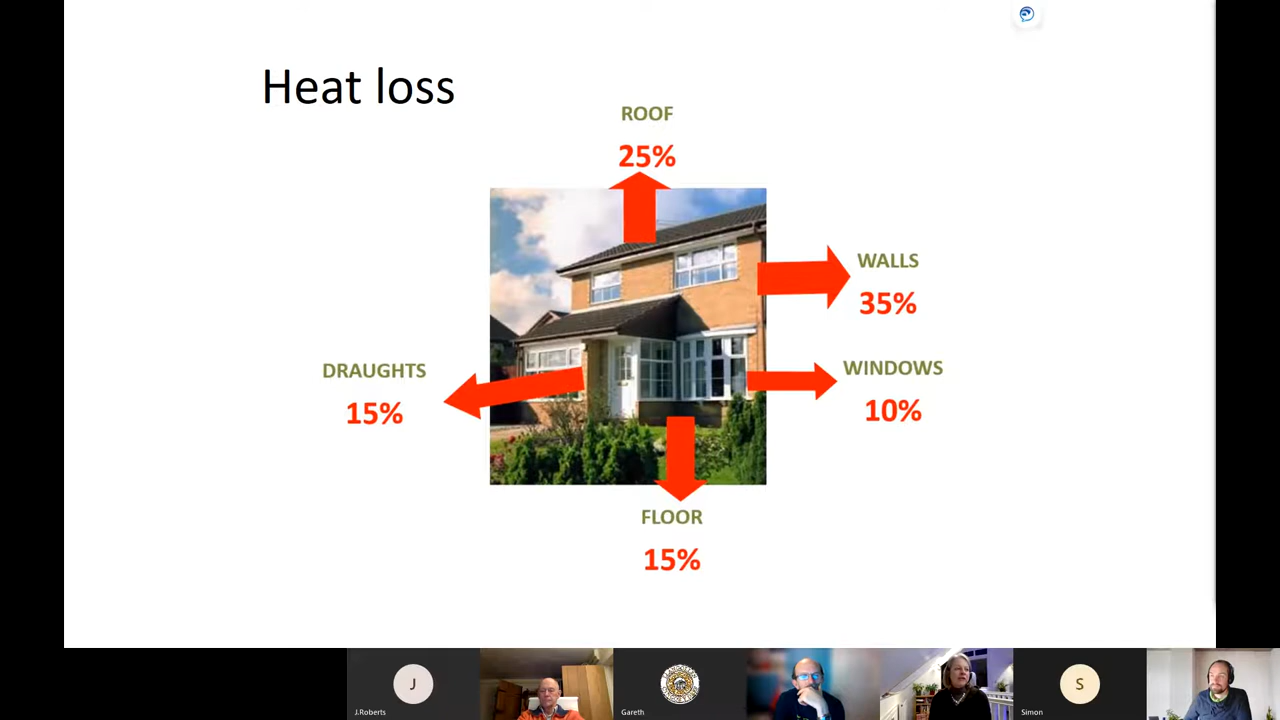 Heat loss
ROOF
25%
WALLS
35%
DRAUGHTS
15%
WINDOWS
10%
FLOOR
15%
J
J.Roberts
Gareth
S
Simon